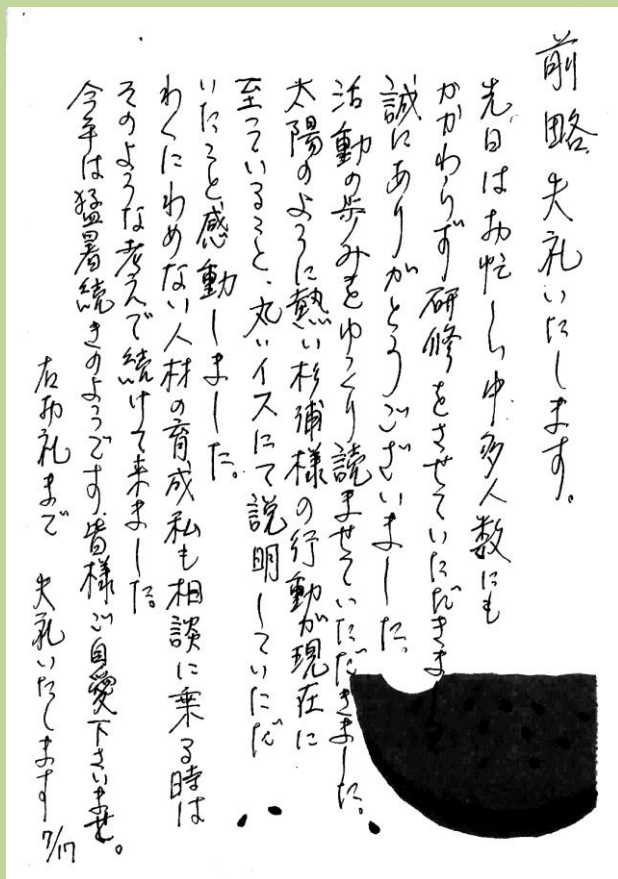 前略失礼いたします。
先日はお忙しい中多人数にも
かかわらず研修をさせていただきまして
誠にありがとうございました。
活動の歩みをゆっくり読ませていただきました。
太陽のように熱い杉浦様の行動が現在に
至っていること、丸いイスにて説明していただ
いたこと感動しました。
わくにわめない人材の育成私も相談に乗る時は
そのような考えで続けて来ました。
今年は猛暑続きのようです。皆様ご自愛下さいませ。
右お礼まで 失礼いたします 7/17